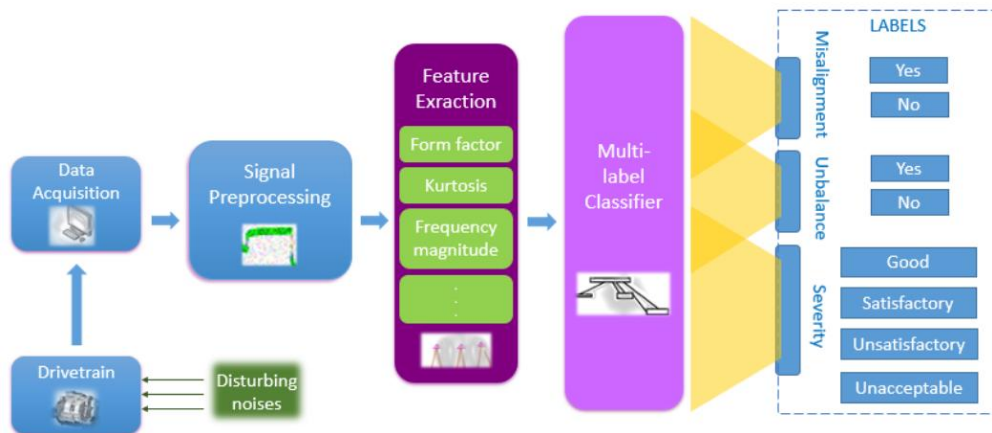 Data
Acquisition
Drivetrain
Disturbing
noises
Signal
Preprocessing
Feature
Exraction
Form factor
Kurtosis
Frequency
magnitude
.
.
.
Multi-
label
Classifier
LABELS
Misalignment
Yes
No
Unbalance
Yes
No
Severity
Good
Satisfactory
Unsatisfactory
Unacceptable